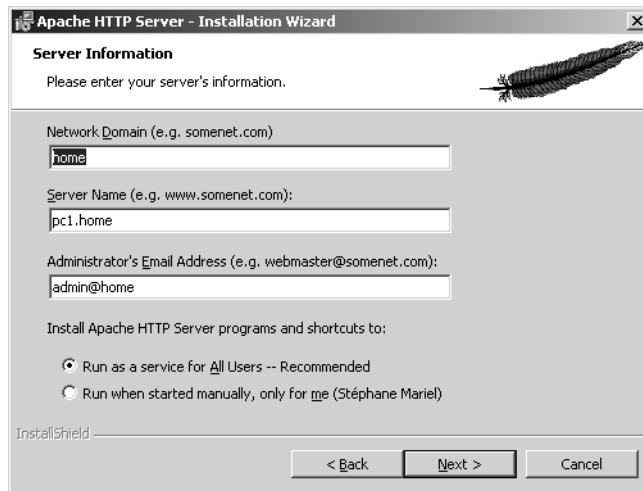 Apache HTTP Server - Installation Wizard
Server Information
Please enter your server's information.
Network Domain (e.g. somenet.com)
home
Server Name (e.g. www.somenet.com):
pc1.home
Administrator's Email Address (e.g. webmaster@somenet.com):
admin@home
Install Apache HTTP Server programs and shortcuts to:
Run as a service for All Users -- Recommended
Run when started manually, only for me (Stéphane Mariel)
InstallShield
< Back Next > Cancel